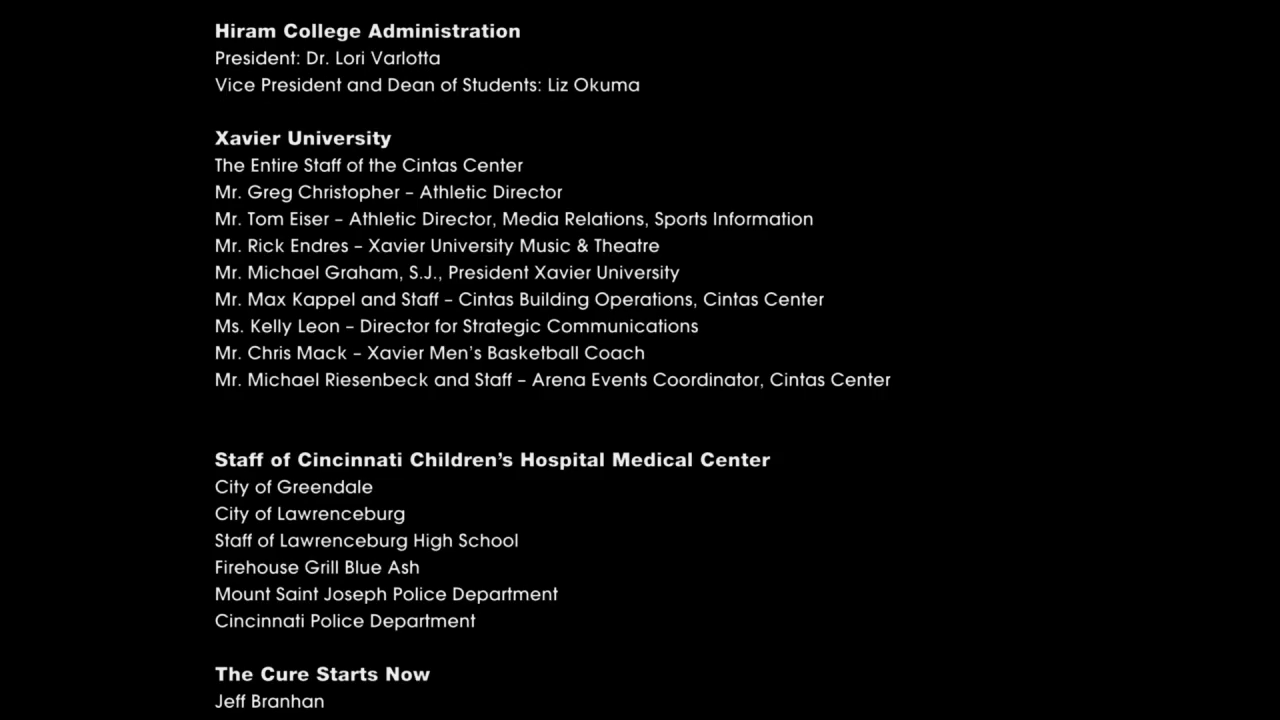 Hiram College Administration
President: Dr. Lori Varlotta
Vice President and Dean of Students: Liz Okuma
Xavier University
The Entire Staff of the Cintas Center
Mr. Greg Christopher – Athletic Director
Mr. Tom Eiser – Athletic Director, Media Relations, Sports Information
Mr. Rick Endres – Xavier University Music & Theatre
Mr. Michael Graham, S.J., President Xavier University
Mr. Max Kappel and Staff – Cintas Building Operations, Cintas Center
Ms. Kelly Leon – Director for Strategic Communications
Mr. Chris Mack – Xavier Men’s Basketball Coach
Mr. Michael Riesenbeck and Staff – Arena Events Coordinator, Cintas Center
Staff of Cincinnati Children’s Hospital Medical Center
City of Greendale
City of Lawrenceburg
Staff of Lawrenceburg High School
Firehouse Grill Blue Ash
Mount Saint Joseph Police Department
Cincinnati Police Department
The Cure Starts Now
Jeff Branhan